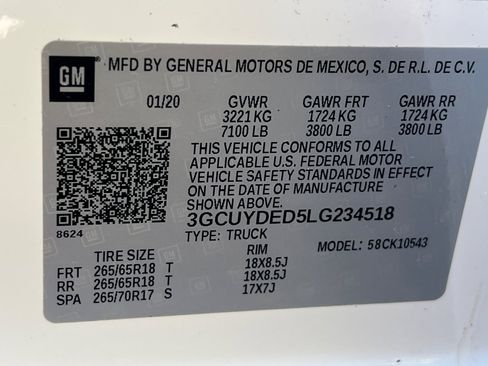 GM MFD BY GENERAL MOTORS DE MEXICO, S. DE R.L. DE C.V.
01/20 GVWR GAWR FRT GAWR RR
3221 KG 1724 KG 1724 KG
7100 LB 3800 LB 3800 LB
THIS VEHICLE CONFORMS TO ALL
APPLICABLE U.S. FEDERAL MOTOR
VEHICLE SAFETY STANDARDS IN EFFECT
ON THE DATE OF MANUFACTURE
SHOWN ABOVE.
3GCUYDED5LG234518
8624
TYPE: TRUCK MODEL: 58CK10543
TIRE SIZE RIM
FRT 265/65R18 T 18X8.5J
RR 265/65R18 T 18X8.5J
SPA 265/70R17 S 17X7J